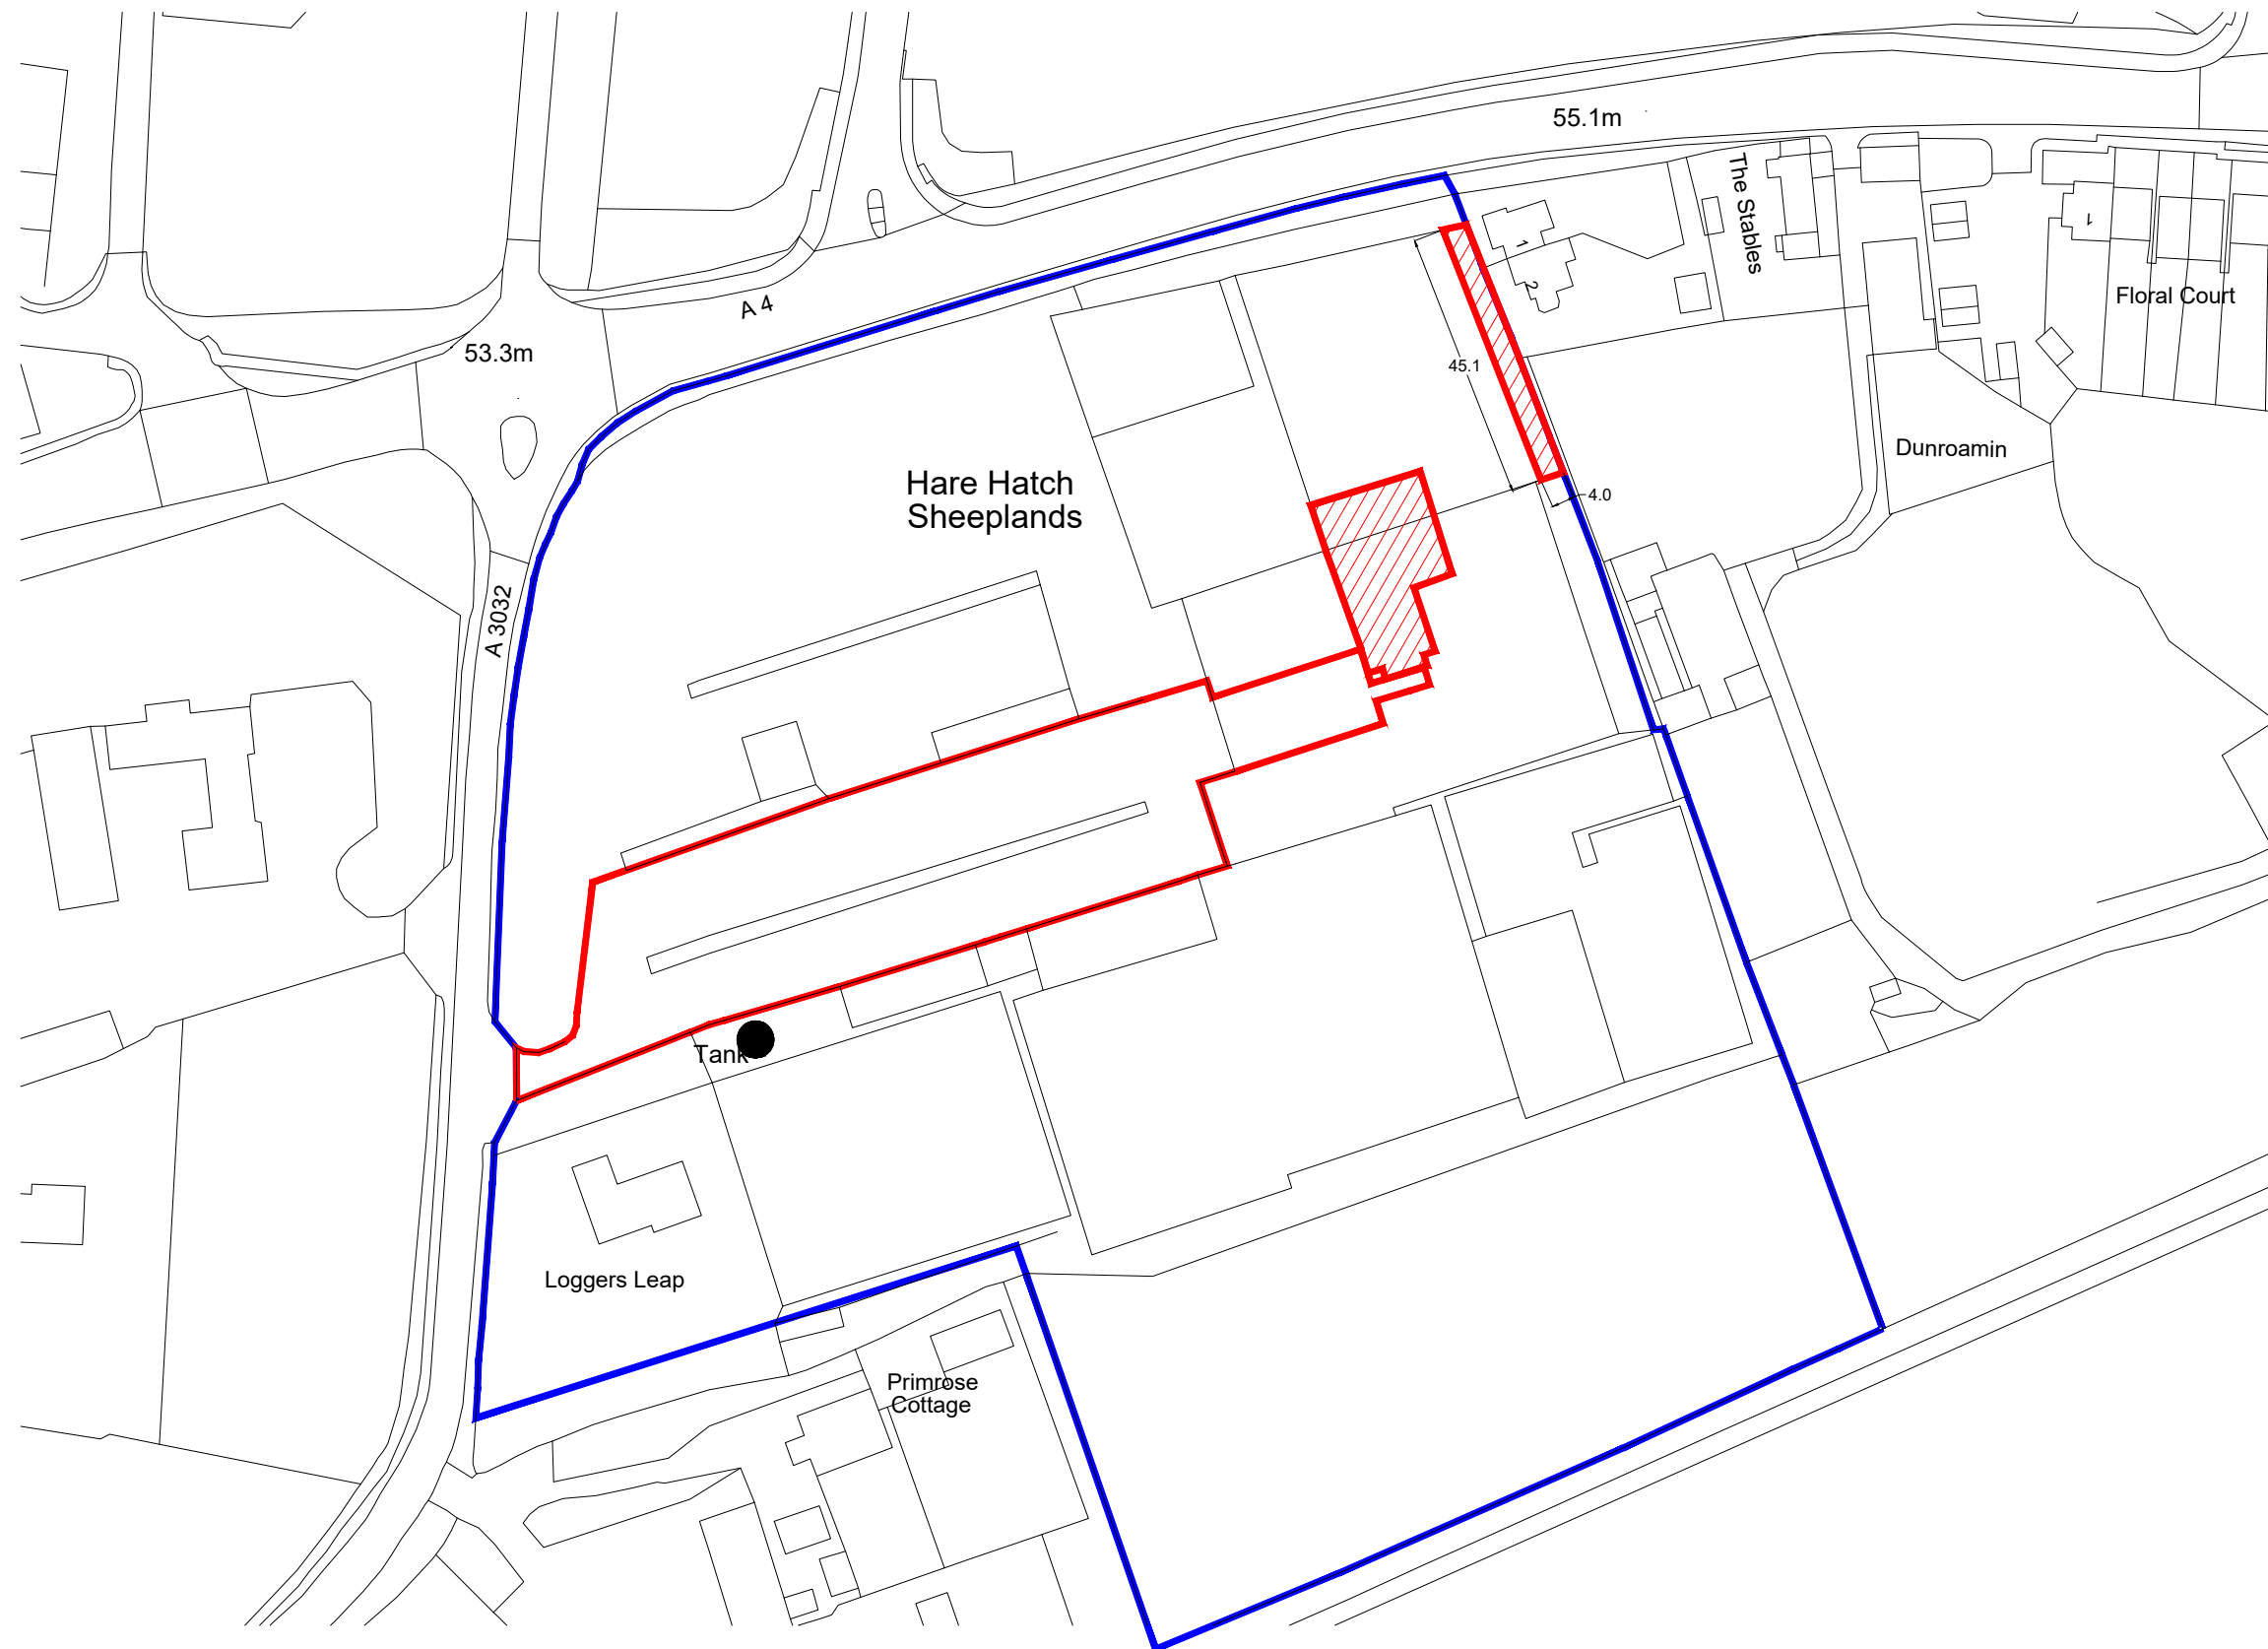 55.1m
The Stables
1
1
2
Floral Court
A 4
53.3m
45.1
Dunroamin
Hare Hatch
Sheeplands
4.0
A 3032
Tank
Loggers Leap
Primrose
Cottage